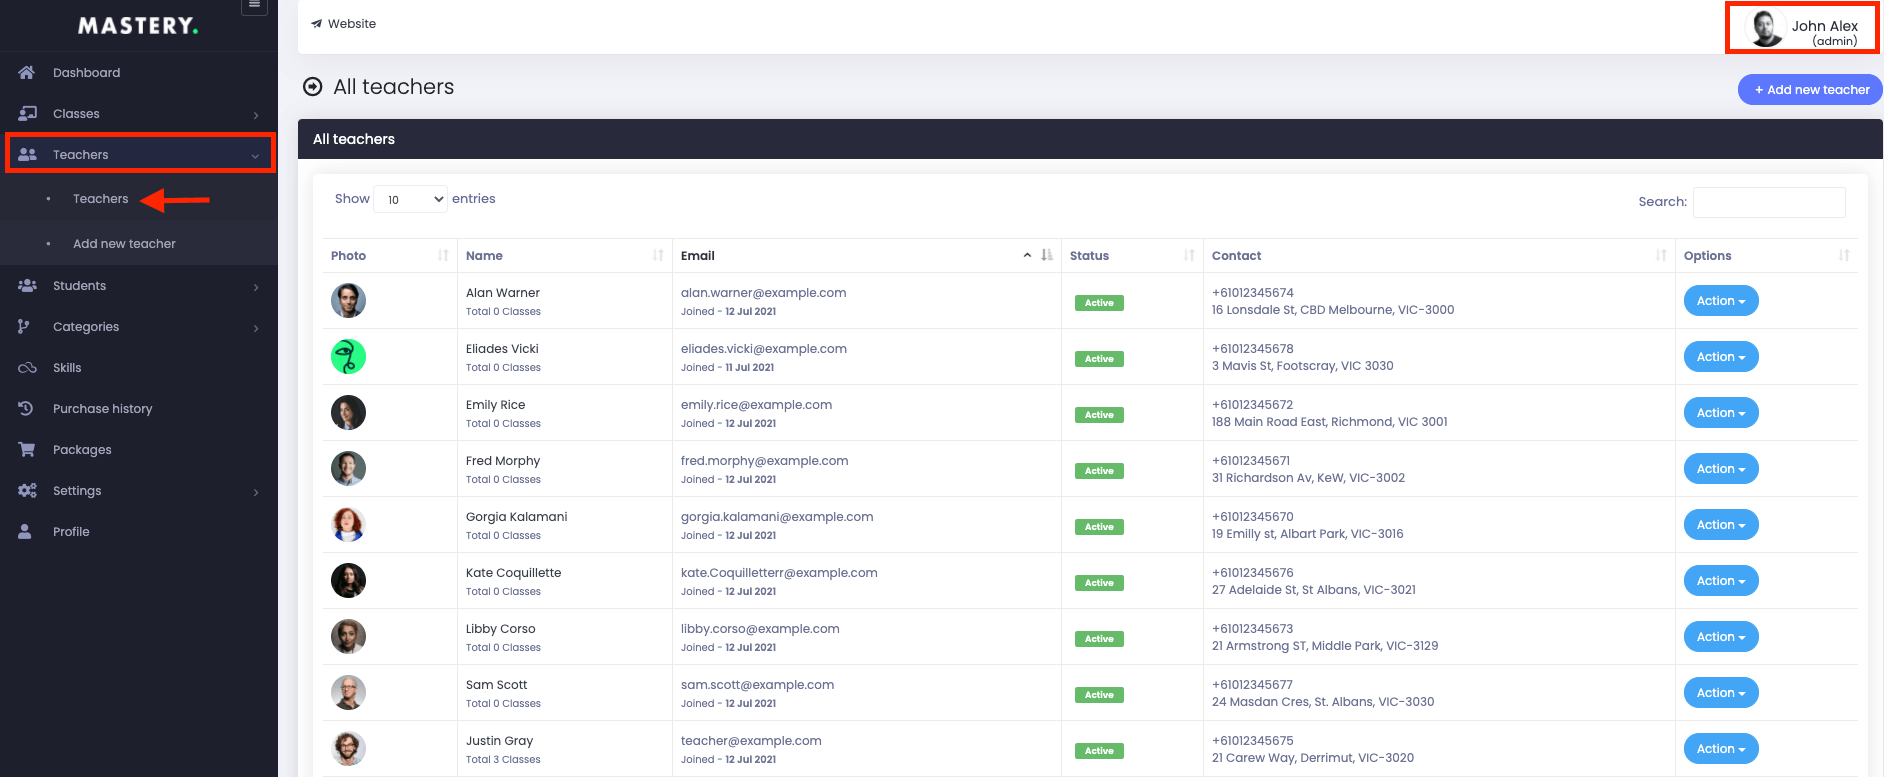 MASTERY.
Website
John Alex
(admin)
Dashboard
Classes
Teachers
Teachers
Add new teacher
Students
Categories
Skills
Purchase history
Packages
Settings
Profile
All teachers
+ Add new teacher
All teachers
Show 10 entries
Search:
Photo Name Email Status Contact Options
Alan Warner alan.warner@example.com Active +61012345674 Action
Total 0 Classes Joined - 12 Jul 2021 16 Lonsdale St, CBD Melbourne, VIC-3000
Eliades Vicki eliades.vicki@example.com Active +61012345678 Action
Total 0 Classes Joined - 11 Jul 2021 3 Mavis St, Footscray, VIC 3030
Emily Rice emily.rice@example.com Active +61012345672 Action
Total 0 Classes Joined - 12 Jul 2021 188 Main Road East, Richmond, VIC 3001
Fred Morphy fred.morphy@example.com Active +61012345671 Action
Total 0 Classes Joined - 12 Jul 2021 31 Richardson Av, KeW, VIC-3002
Gorgia Kalamani gorgia.kalamani@example.com Active +61012345670 Action
Total 0 Classes Joined - 12 Jul 2021 19 Emilly st, Albart Park, VIC-3016
Kate Coquillette kate.Coquilletterr@example.com Active +61012345676 Action
Total 0 Classes Joined - 12 Jul 2021 27 Adelaide St, St Albans, VIC-3021
Libby Corso libby.corso@example.com Active +61012345673 Action
Total 0 Classes Joined - 12 Jul 2021 21 Armstrong ST, Middle Park, VIC-3129
Sam Scott sam.scott@example.com Active +61012345677 Action
Total 0 Classes Joined - 12 Jul 2021 24 Masdan Cres, St. Albans, VIC-3030
Justin Gray teacher@example.com Active +61012345675 Action
Total 3 Classes Joined - 12 Jul 2021 21 Carew Way, Derrimut, VIC-3020